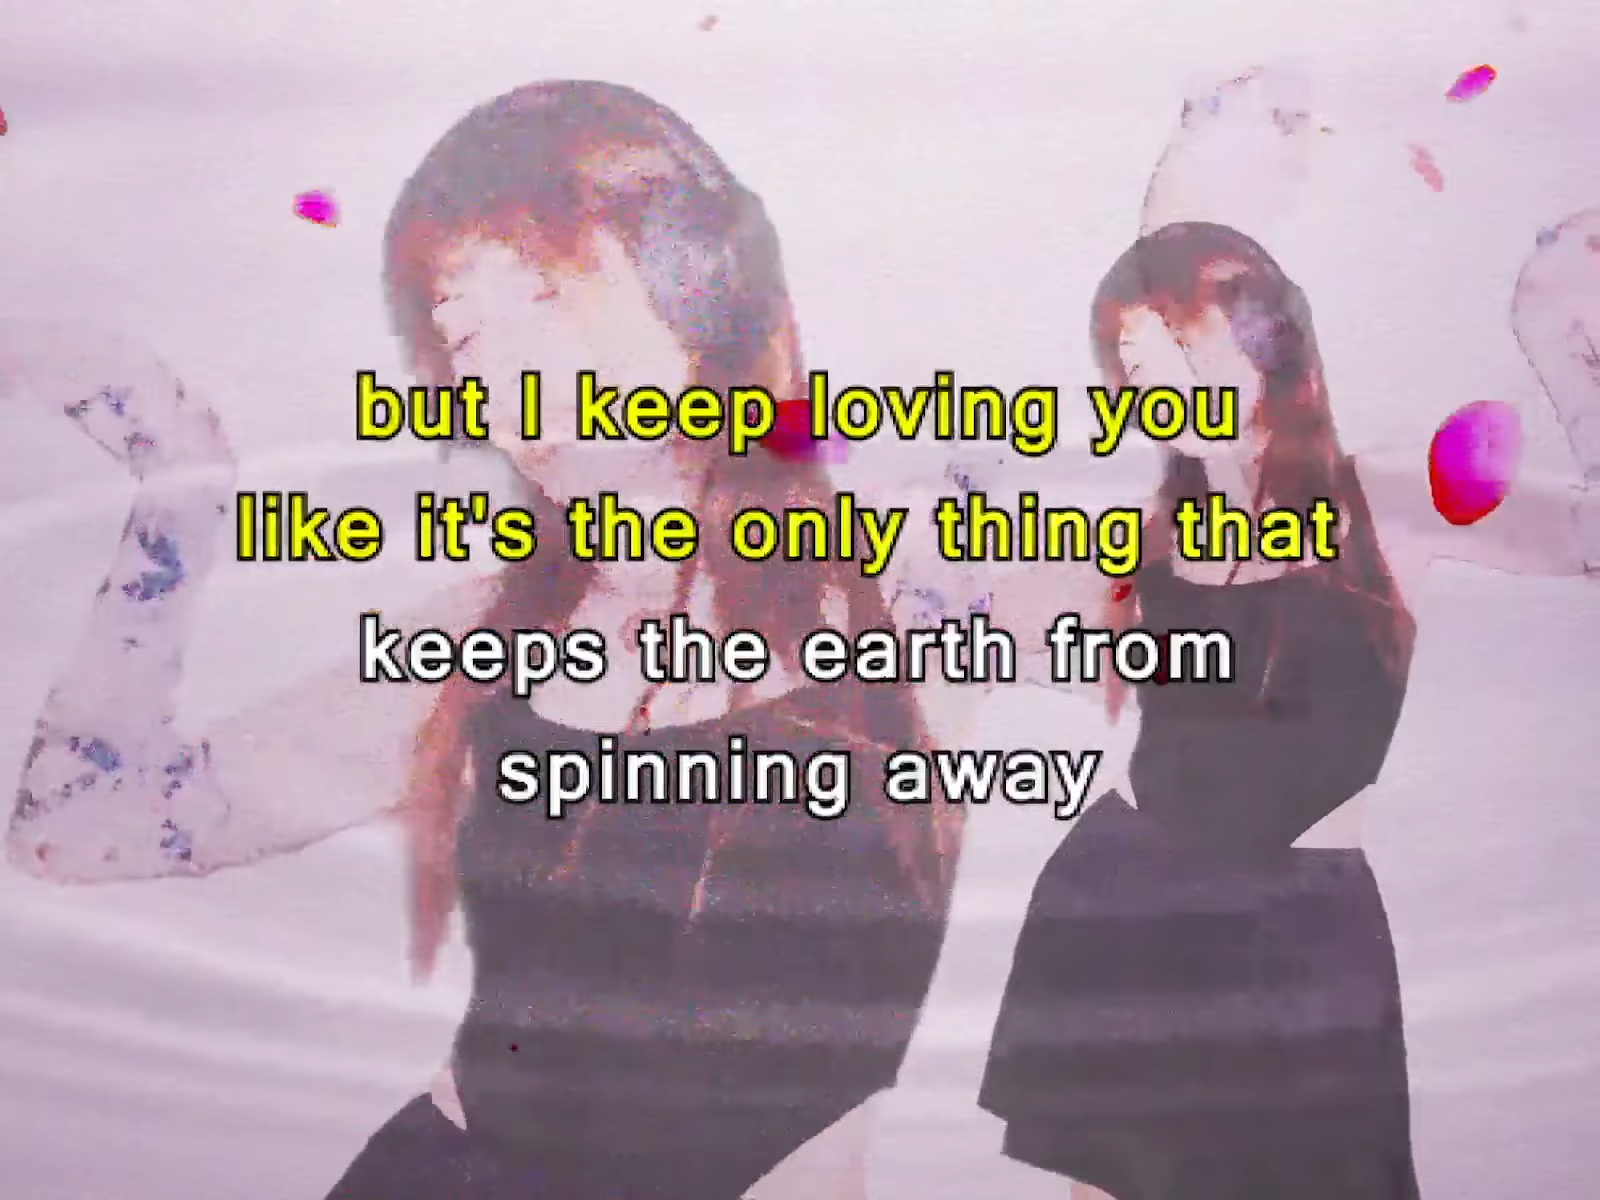 but I keep loving you
like it's the only thing that
keeps the earth from
spinning away